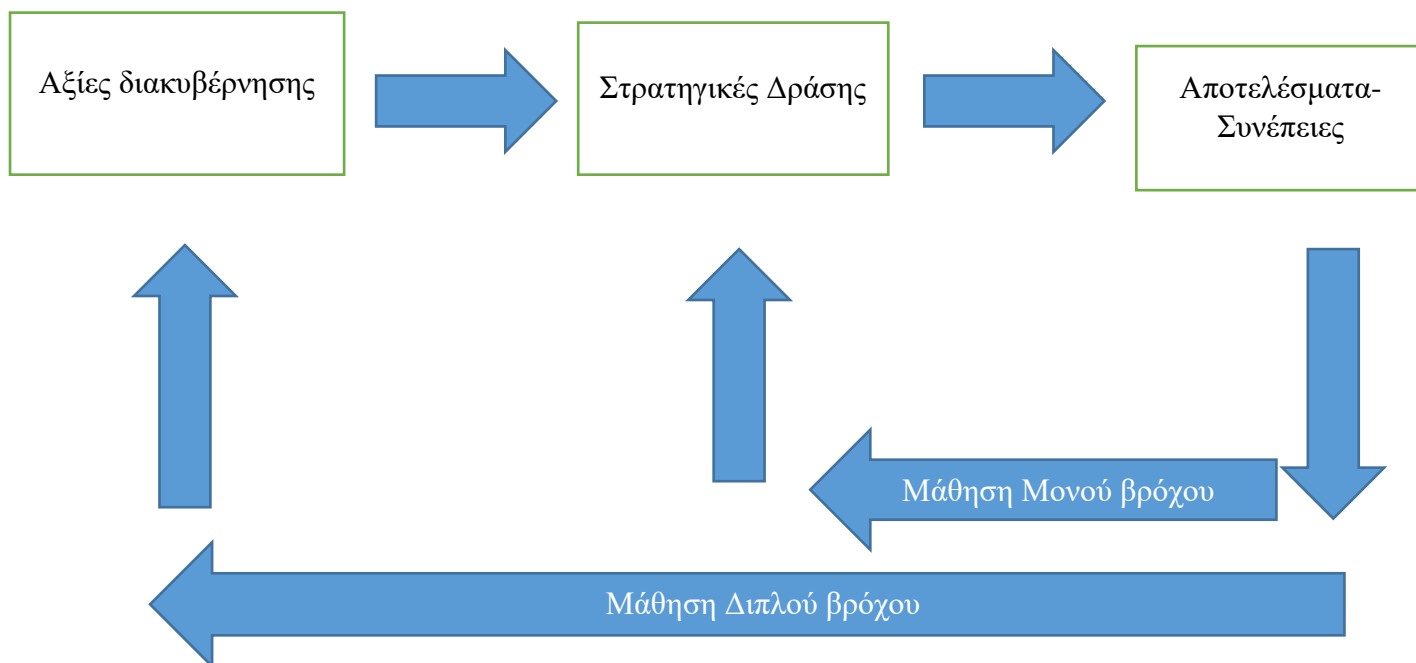 Αξίες διακυβέρνησης
Στρατηγικές Δράσης
Αποτελέσματα-
Συνέπειες
Μάθηση Μονού βρόχου
Μάθηση Διπλού βρόχου